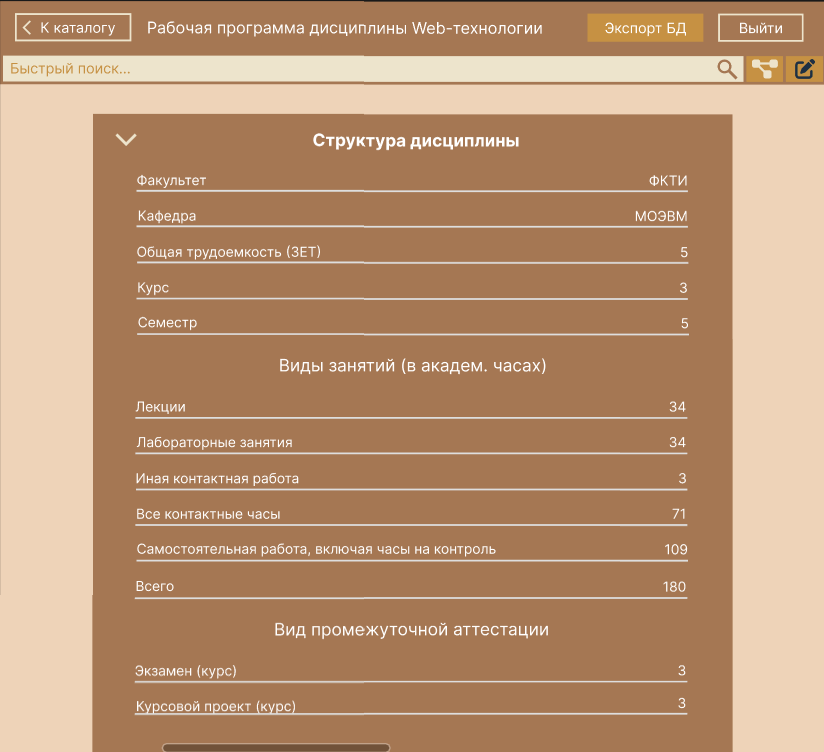 К каталогу
Рабочая программа дисциплины Web-технологии
Экспорт БД
Выйти
Быстрый поиск...
Структура дисциплины
Факультет ФКТИ
Кафедра МОЭВМ
Общая трудоемкость (ЗЕТ) 5
Курс 3
Семестр 5
Виды занятий (в академ. часах)
Лекции 34
Лабораторные занятия 34
Иная контактная работа 3
Все контактные часы 71
Самостоятельная работа, включая часы на контроль 109
Всего 180
Вид промежуточной аттестации
Экзамен (курс) 3
Курсовой проект (курс) 3